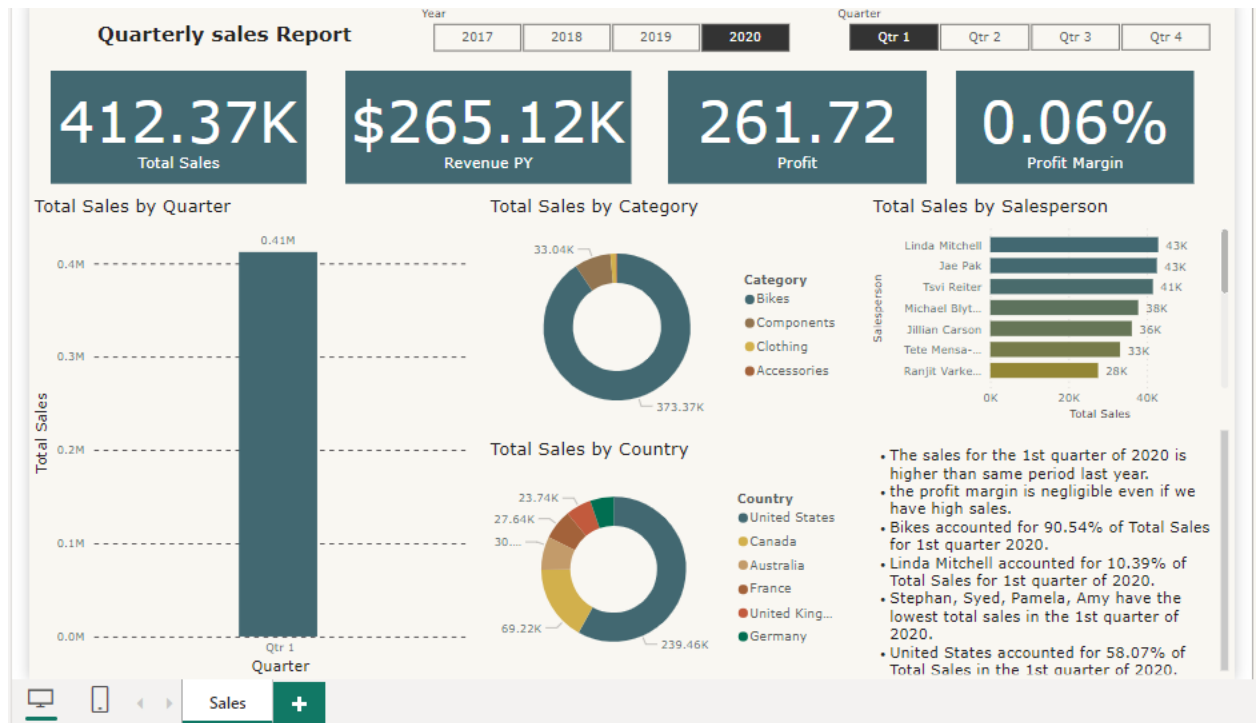 Year
Quarter
Quarterly sales Report
2017
2018
2019
2020
Qtr 1
Qtr 2
Qtr 3
Qtr 4
412.37K
Total Sales
$265.12K
Revenue PY
261.72
Profit
0.06%
Profit Margin
Total Sales by Quarter
Total Sales
0.4M
0.3M
0.2M
0.1M
0.0M
0.41M
Qtr 1
Quarter
Total Sales by Category
33.04K
373.37K
Category
Bikes
Components
Clothing
Accessories
Total Sales by Salesperson
Salesperson
Linda Mitchell 43K
Jae Pak 43K
Tsvi Reiter 41K
Michael Blyt... 38K
Jillian Carson 36K
Tete Mensa-... 33K
Ranjit Varke... 28K
0K 20K 40K
Total Sales
Total Sales by Country
23.74K
27.64K
30....
69.22K
239.46K
Country
United States
Canada
Australia
France
United King...
Germany
• The sales for the 1st quarter of 2020 is
higher than same period last year.
• the profit margin is negligible even if we
have high sales.
• Bikes accounted for 90.54% of Total Sales
for 1st quarter 2020.
• Linda Mitchell accounted for 10.39% of
Total Sales for 1st quarter of 2020.
• Stephan, Syed, Pamela, Amy have the
lowest total sales in the 1st quarter of
2020.
• United States accounted for 58.07% of
Total Sales in the 1st quarter of 2020.
Sales
+